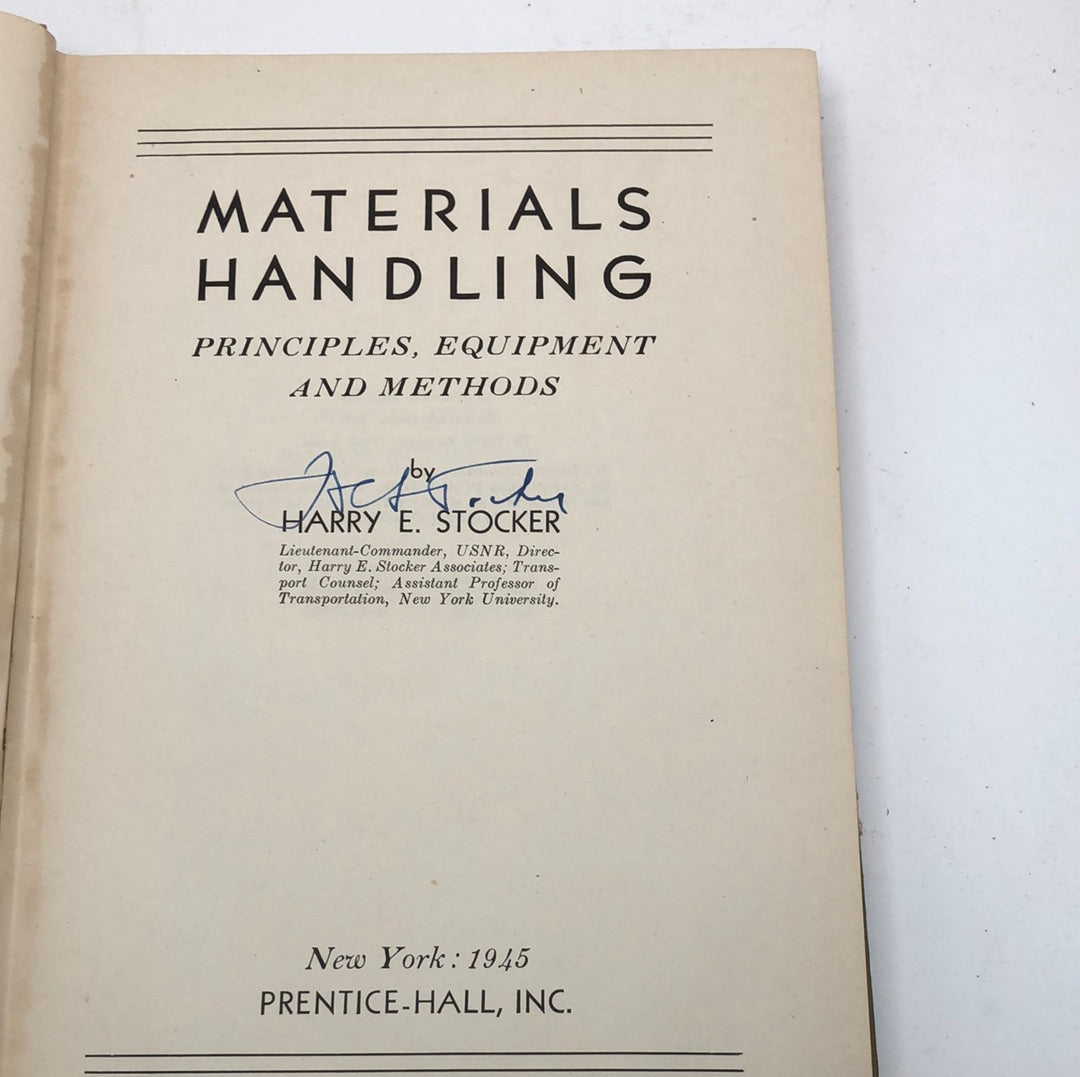 MATERIALS
HANDLING
PRINCIPLES, EQUIPMENT
AND METHODS
by
HARRY E. STOCKER
Lieutenant-Commander, USNR, Direc-
tor, Harry E. Stocker Associates; Trans-
port Counsel; Assistant Professor of
Transportation, New York University.
New York: 1945
PRENTICE-HALL, INC.